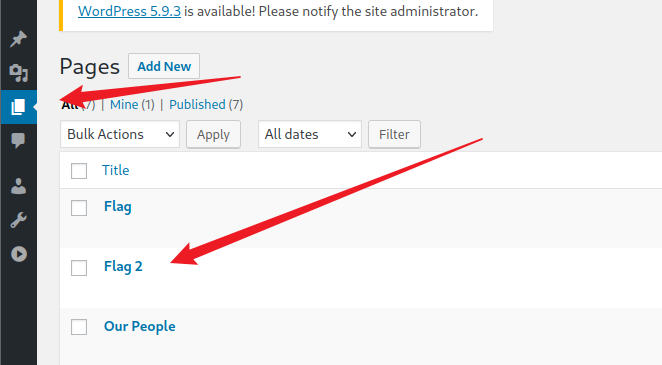 WordPress 5.9.3 is available! Please notify the site administrator.
Pages Add New
All (7) | Mine (1) | Published (7)
Bulk Actions Apply All dates Filter
Title
Flag
Flag 2
Our People